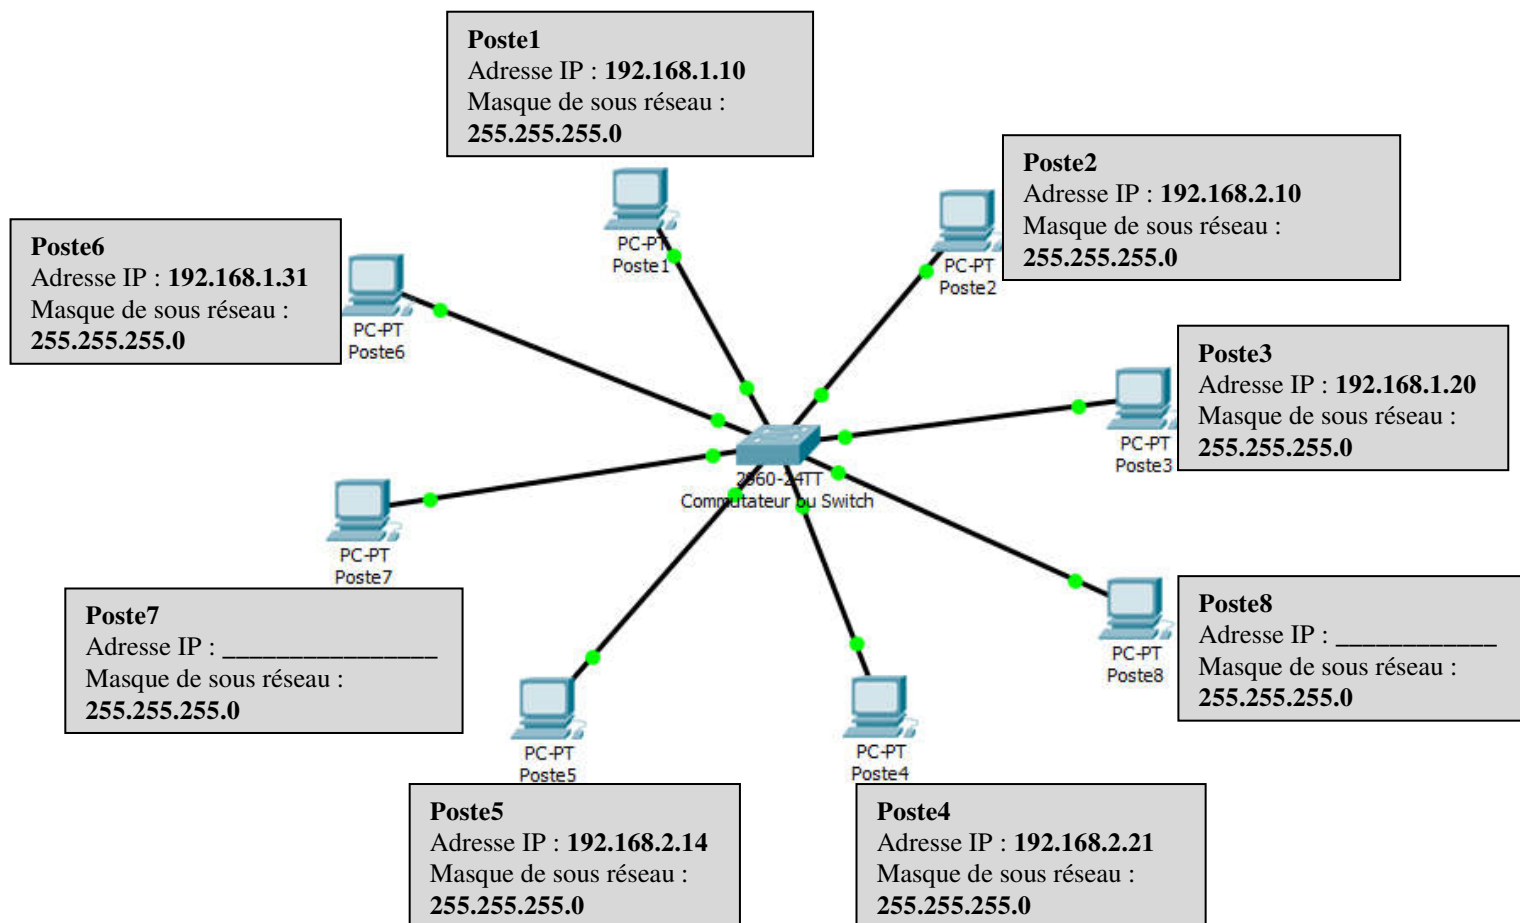 Poste1
Adresse IP : 192.168.1.10
Masque de sous réseau :
255.255.255.0
PC-PT
Poste1
Poste2
Adresse IP : 192.168.2.10
Masque de sous réseau :
255.255.255.0
PC-PT
Poste2
Poste6
Adresse IP : 192.168.1.31
Masque de sous réseau :
255.255.255.0
PC-PT
Poste6
Poste3
Adresse IP : 192.168.1.20
Masque de sous réseau :
255.255.255.0
PC-PT
Poste3
2960-24TT
Commutateur ou Switch
PC-PT
Poste7
Poste7
Adresse IP : ________________
Masque de sous réseau :
255.255.255.0
PC-PT
Poste8
Poste8
Adresse IP : ____________
Masque de sous réseau :
255.255.255.0
PC-PT
Poste5
Poste5
Adresse IP : 192.168.2.14
Masque de sous réseau :
255.255.255.0
PC-PT
Poste4
Poste4
Adresse IP : 192.168.2.21
Masque de sous réseau :
255.255.255.0